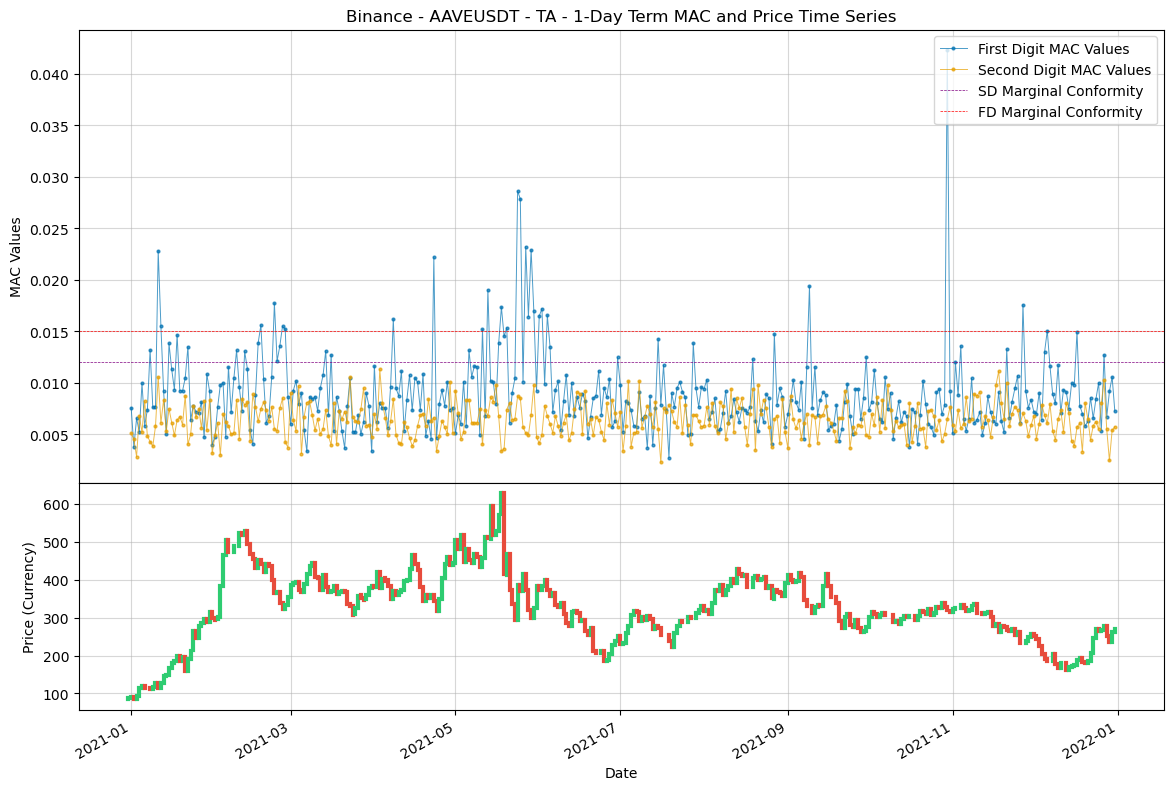 Binance - AAVEUSDT - TA - 1-Day Term MAC and Price Time Series
First Digit MAC Values
Second Digit MAC Values
SD Marginal Conformity
FD Marginal Conformity
MAC Values
0.040
0.035
0.030
0.025
0.020
0.015
0.010
0.005
Price (Currency)
600
500
400
300
200
100
2021-01
2021-03
2021-05
2021-07
2021-09
2021-11
2022-01
Date